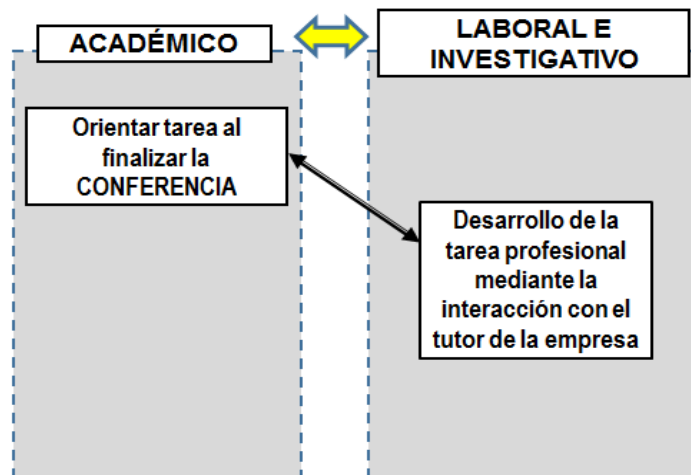 ACADÉMICO
LABORAL E
INVESTIGATIVO
Orientar tarea al
finalizar la
CONFERENCIA
Desarrollo de la
tarea profesional
mediante la
interacción con el
tutor de la empresa